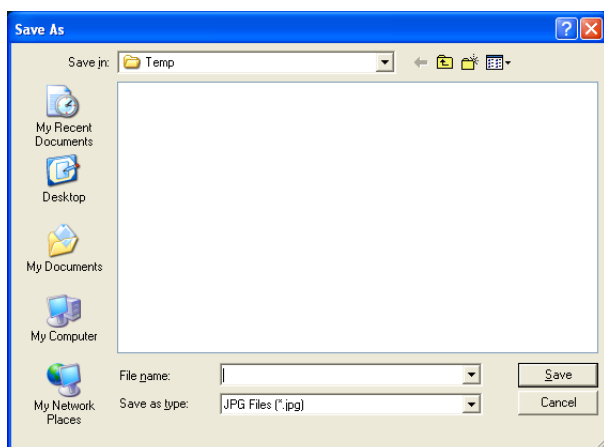 Save As
Save in:
Temp
My Recent
Documents
Desktop
My Documents
My Computer
My Network
Places
File name:
Save
Save as type:
JPG Files (*.jpg)
Cancel